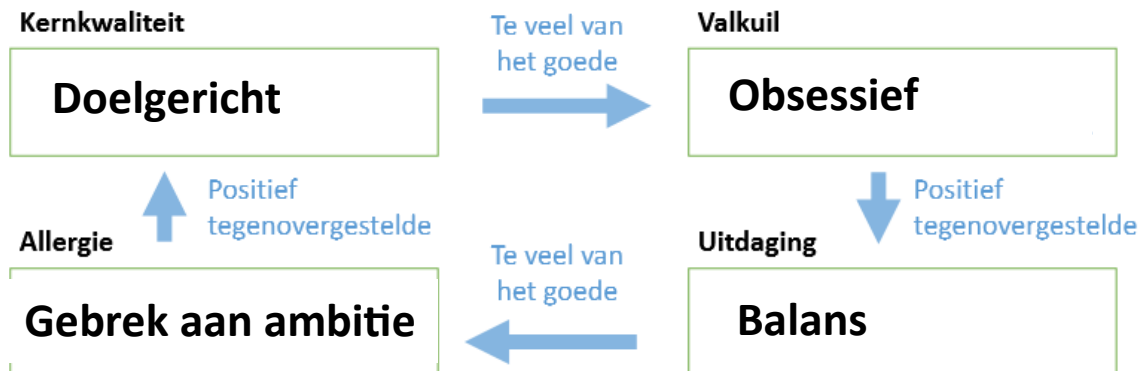 Kernkwaliteit
Te veel van
het goede
Valkuil
Doelgericht
Obsessief
Positief
tegenovergestelde
Positief
tegenovergestelde
Allergie
Te veel van
het goede
Uitdaging
Gebrek aan ambitie
Balans